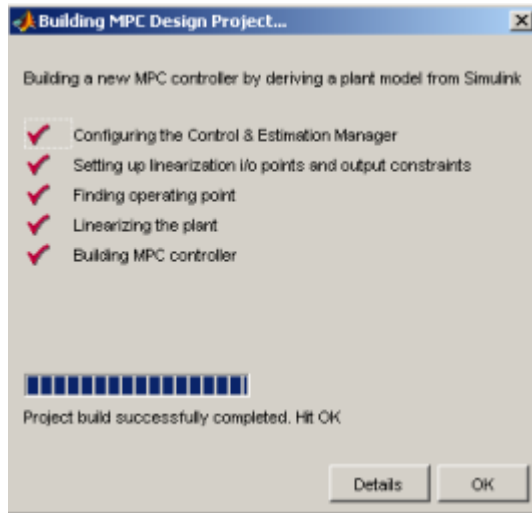 Building MPC Design Project...
Building a new MPC controller by deriving a plant model from Simulink
Configuring the Control & Estimation Manager
Setting up linearization i/o points and output constraints
Finding operating point
Linearizing the plant
Building MPC controller
Project build successfully completed. Hit OK
Details
OK